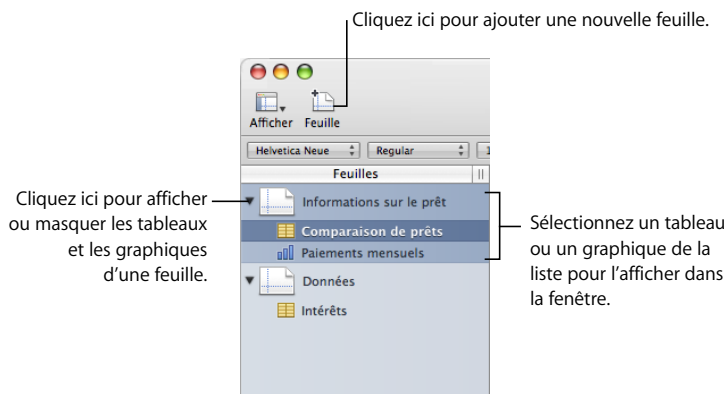 Cliquez ici pour ajouter une nouvelle feuille.
Afficher Feuille
Helvetica Neue Regular 1
Feuilles
Cliquez ici pour afficher
ou masquer les tableaux
et les graphiques
d’une feuille.
Informations sur le prêt
Comparaison de prêts
Paiements mensuels
Données
Intérêts
Sélectionnez un tableau
ou un graphique de la
liste pour l’afficher dans
la fenêtre.